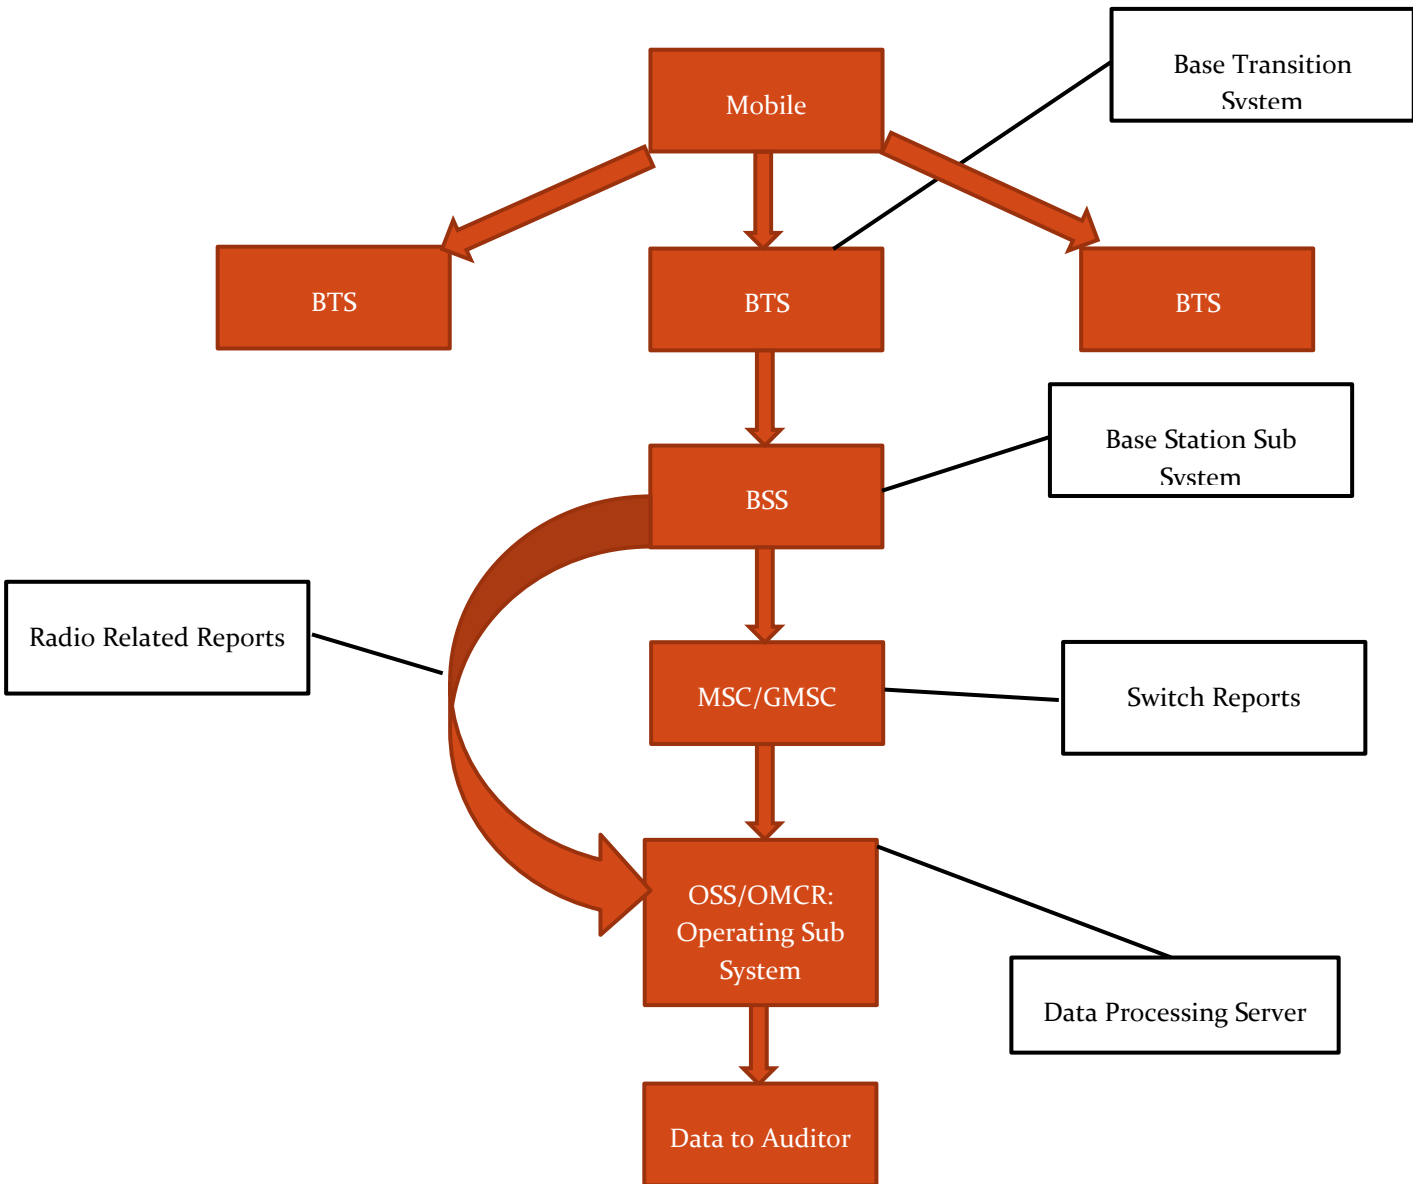 Base Transition
System
Mobile
BTS
BTS
BTS
Base Station Sub
System
BSS
Radio Related Reports
MSC/GMSC
Switch Reports
OSS/OMCR:
Operating Sub
System
Data Processing Server
Data to Auditor